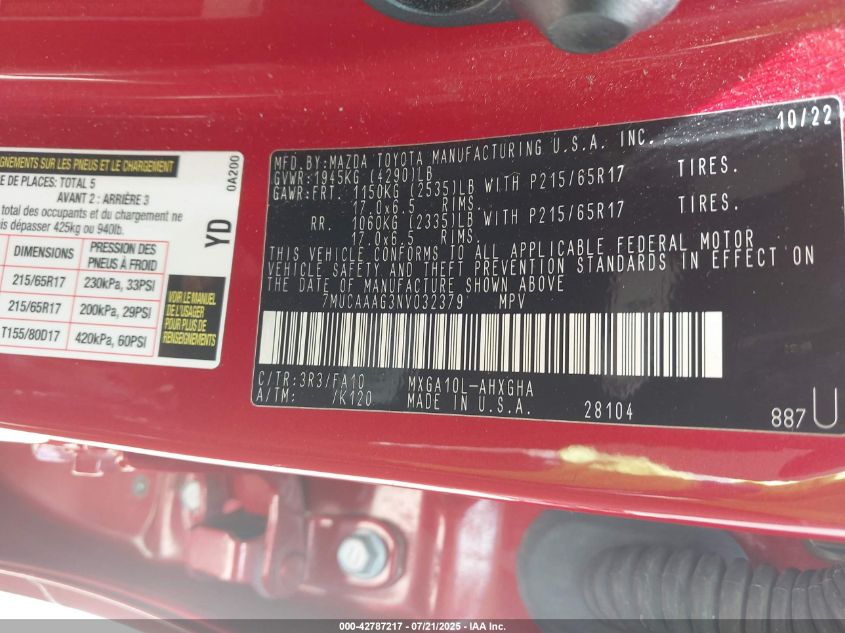 GNEMENTS SUR LES PNEUS ET LE CHARGEMENT
E DE PLACES: TOTAL 5
AVANT 2 : ARRIÈRE 3
total des occupants et du chargement ne
is dépasser 425kg ou 940lb.
DIMENSIONS PRESSION DES PNEUS À FROID
215/65R17 230kPa, 33PSI
215/65R17 200kPa, 29PSI
T155/80D17 420kPa, 60PSI
VOIR LE MANUEL
DE L'USAGER
POUR PLUS DE
RENSEIGNEMENTS
YD
0A200
10/22
MFD.BY:MAZDA TOYOTA MANUFACTURING U.S.A. INC.
GVWR:1945KG (4290)LB
GAWR:FRT. 1150KG (2535)LB WITH P215/65R17 TIRES.
17.0x6.5 RIMS.
RR. 1060KG (2335)LB WITH P215/65R17 TIRES.
17.0x6.5 RIMS.
THIS VEHICLE CONFORMS TO ALL APPLICABLE FEDERAL MOTOR
VEHICLE SAFETY AND THEFT PREVENTION STANDARDS IN EFFECT ON
THE DATE OF MANUFACTURE SHOWN ABOVE
7MUCAAAG3NV032379 MPV
C/TR:3R3/FA10 MXGA10L-AHXGHA
A/TM: /K120 MADE IN U.S.A. 28104
887 U
000-42787217 - 07/21/2025 - IAA Inc.